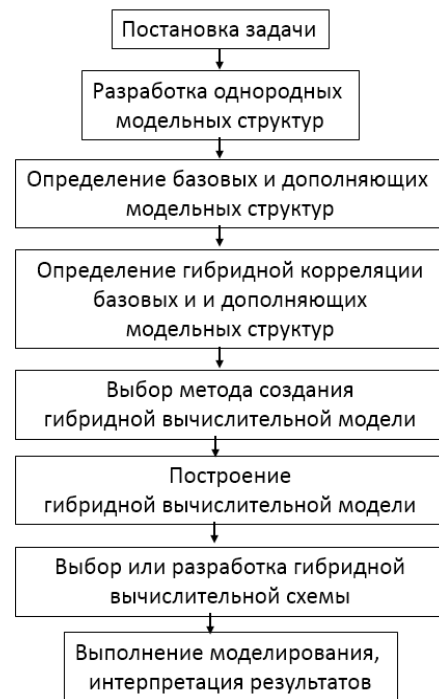 Постановка задачи
Разработка однородных
модельных структур
Определение базовых и дополняющих
модельных структур
Определение гибридной корреляции
базовых и и дополняющих
модельных структур
Выбор метода создания
гибридной вычислительной модели
Построение
гибридной вычислительной модели
Выбор или разработка гибридной
вычислительной схемы
Выполнение моделирования,
интерпретация результатов